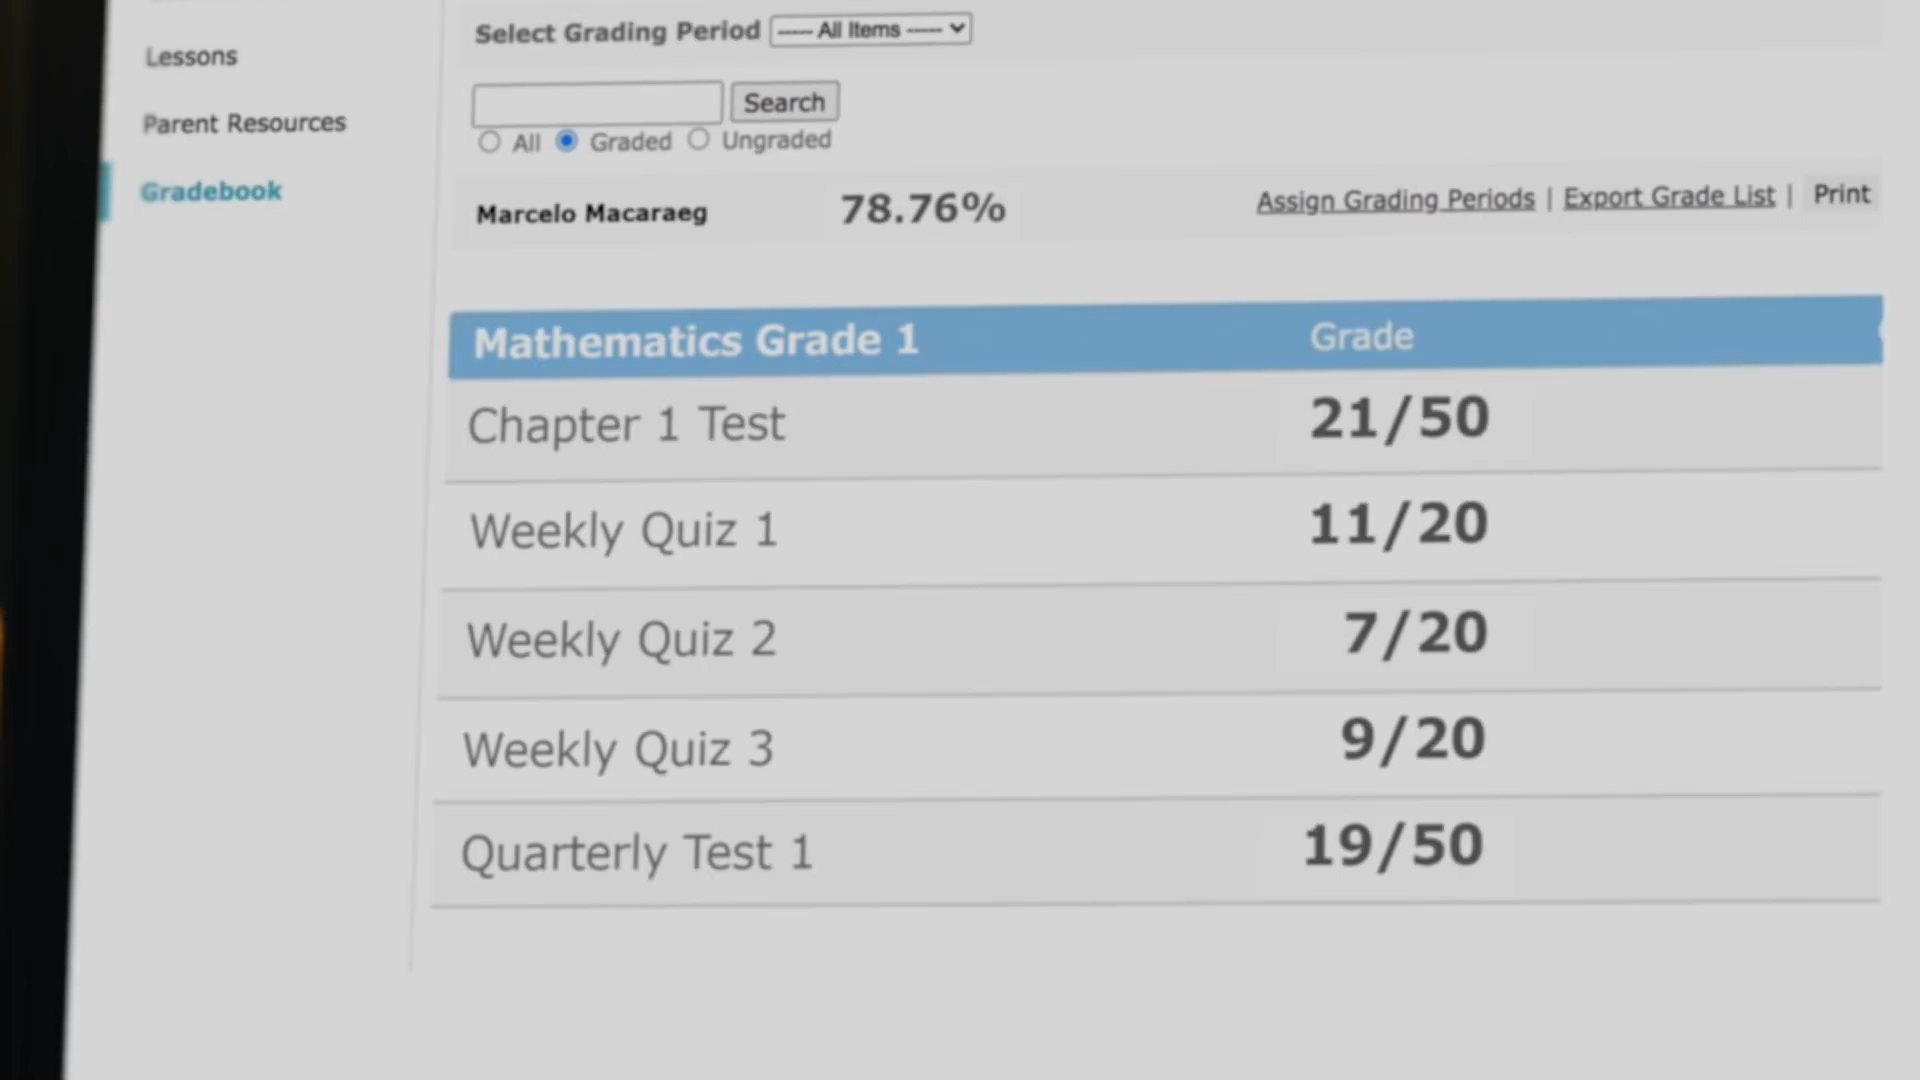 Lessons
Parent Resources
Gradebook
Select Grading Period ----- All Items -----
Search
All Graded Ungraded
Marcelo Macaraeg 78.76% Assign Grading Periods | Export Grade List | Print
Mathematics Grade 1 Grade
Chapter 1 Test 21/50
Weekly Quiz 1 11/20
Weekly Quiz 2 7/20
Weekly Quiz 3 9/20
Quarterly Test 1 19/50